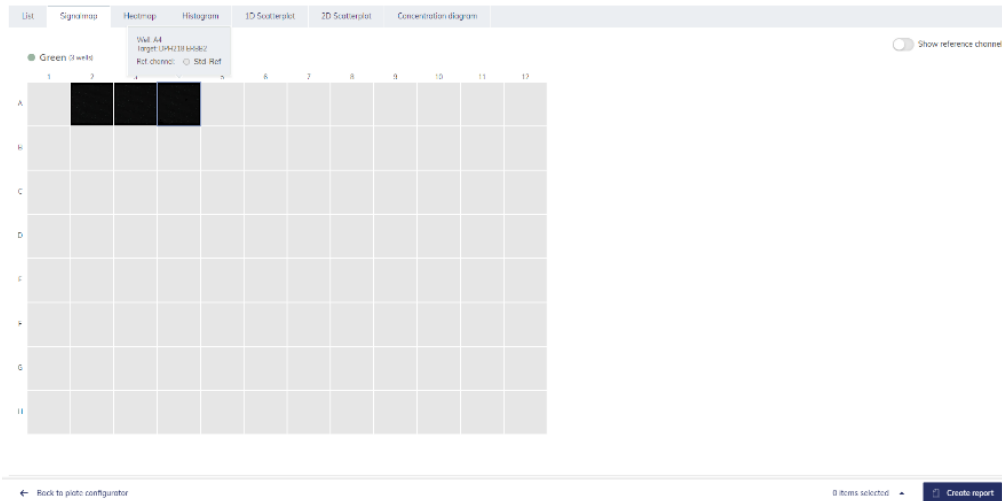 List Signalmap Heatmap Histogram 1D Scatterplot 2D Scatterplot Concentration diagram
Well: A4
Target:
Ref. channel: Std-Ref
Show reference channel
Green (3 wells)
1 2 3 5 6 7 8 9 10 11 12
A
B
C
D
G
H
Back to plate configurator 0 items selected Create report